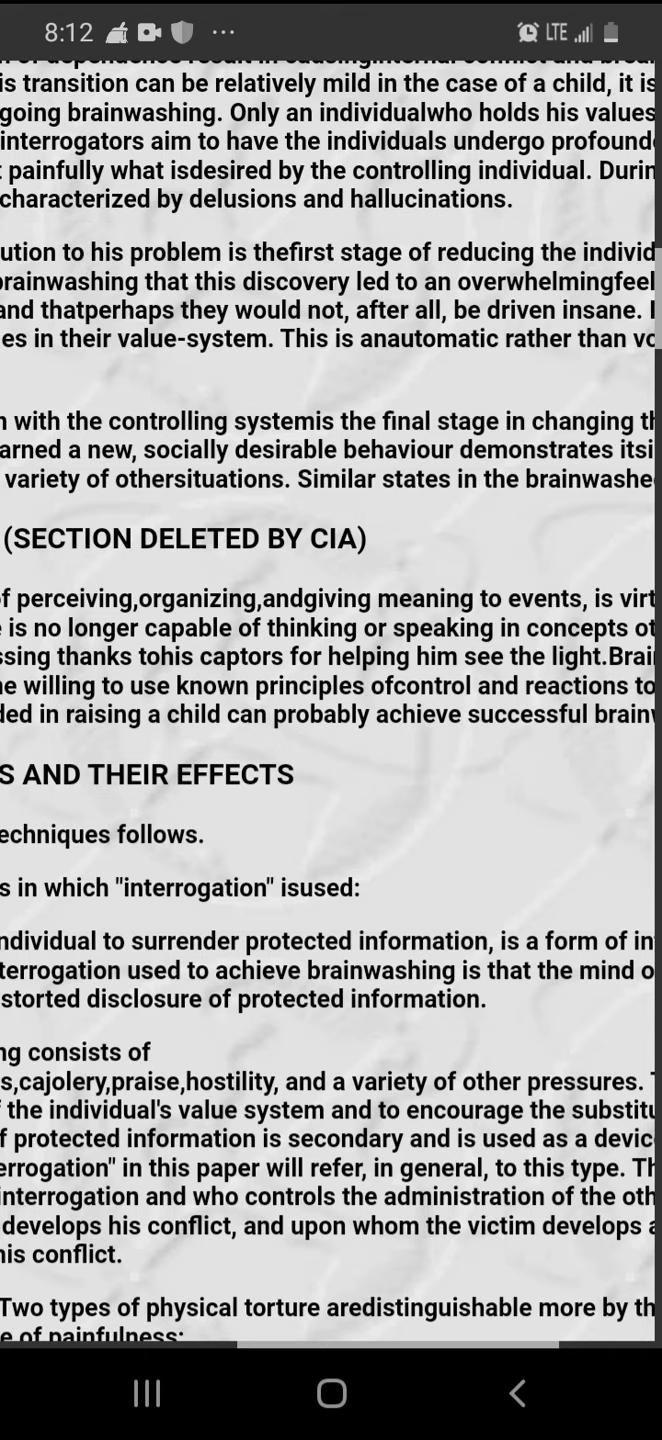 8:12 ... LTE
is transition can be relatively mild in the case of a child, it is
going brainwashing. Only an individualwho holds his values
interrogators aim to have the individuals undergo profound
painfully what isdesired by the controlling individual. Durin
characterized by delusions and hallucinations.
ution to his problem is thefirst stage of reducing the individ
brainwashing that this discovery led to an overwhelmingfeel
and thatperhaps they would not, after all, be driven insane. I
es in their value-system. This is anautomatic rather than vo
n with the controlling systemis the final stage in changing th
arned a new, socially desirable behaviour demonstrates itsi
variety of othersituations. Similar states in the brainwashe
(SECTION DELETED BY CIA)
of perceiving,organizing,andgiving meaning to events, is virt
e is no longer capable of thinking or speaking in concepts ot
ssing thanks tohis captors for helping him see the light.Brai
ne willing to use known principles ofcontrol and reactions to
ded in raising a child can probably achieve successful brainw
S AND THEIR EFFECTS
echniques follows.
s in which "interrogation" isused:
ndividual to surrender protected information, is a form of in
terrogation used to achieve brainwashing is that the mind o
storted disclosure of protected information.
ng consists of
s,cajolery,praise,hostility, and a variety of other pressures. T
f the individual's value system and to encourage the substitu
f protected information is secondary and is used as a devic
errogation" in this paper will refer, in general, to this type. Th
interrogation and who controls the administration of the oth
develops his conflict, and upon whom the victim develops a
his conflict.
Two types of physical torture aredistinguishable more by th
e of painfulness: